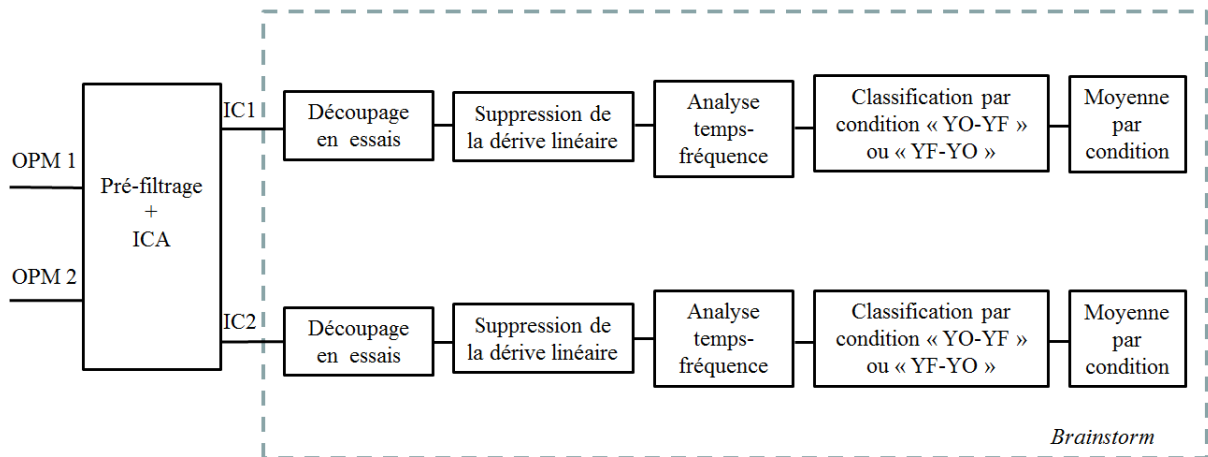 OPM 1
OPM 2
Pré-filtrage
+
ICA
IC1
Découpage
en essais
Suppression de
la dérive linéaire
Analyse
temps-
fréquence
Classification par
condition « YO-YF »
ou « YF-YO »
Moyenne
par
condition
IC2
Découpage
en essais
Suppression de
la dérive linéaire
Analyse
temps-
fréquence
Classification par
condition « YO-YF »
ou « YF-YO »
Moyenne
par
condition
Brainstorm